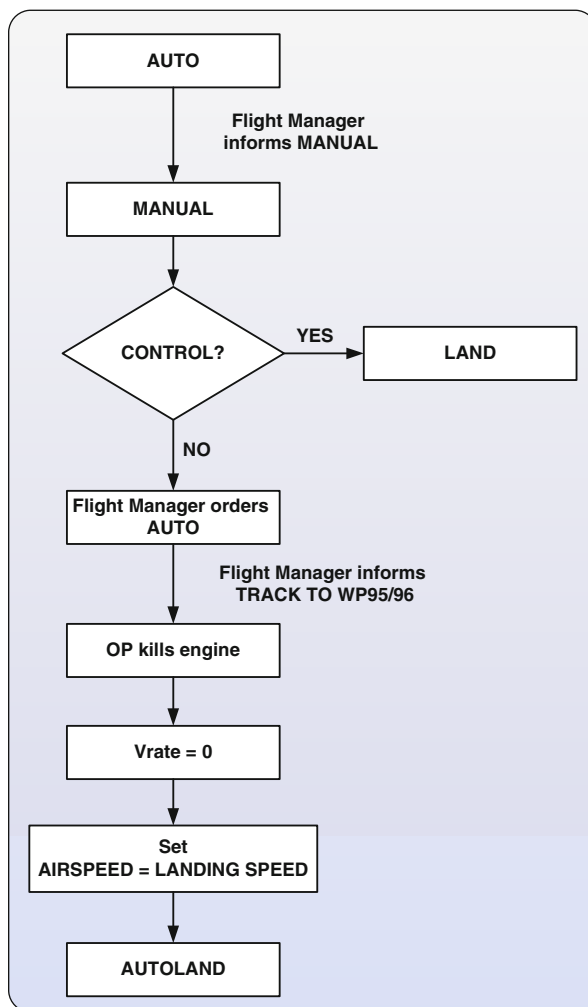 AUTO
Flight Manager
informs MANUAL
MANUAL
CONTROL?
YES
LAND
NO
Flight Manager orders
AUTO
Flight Manager informs
TRACK TO WP95/96
OP kills engine
Vrate = 0
Set
AIRSPEED = LANDING SPEED
AUTOLAND